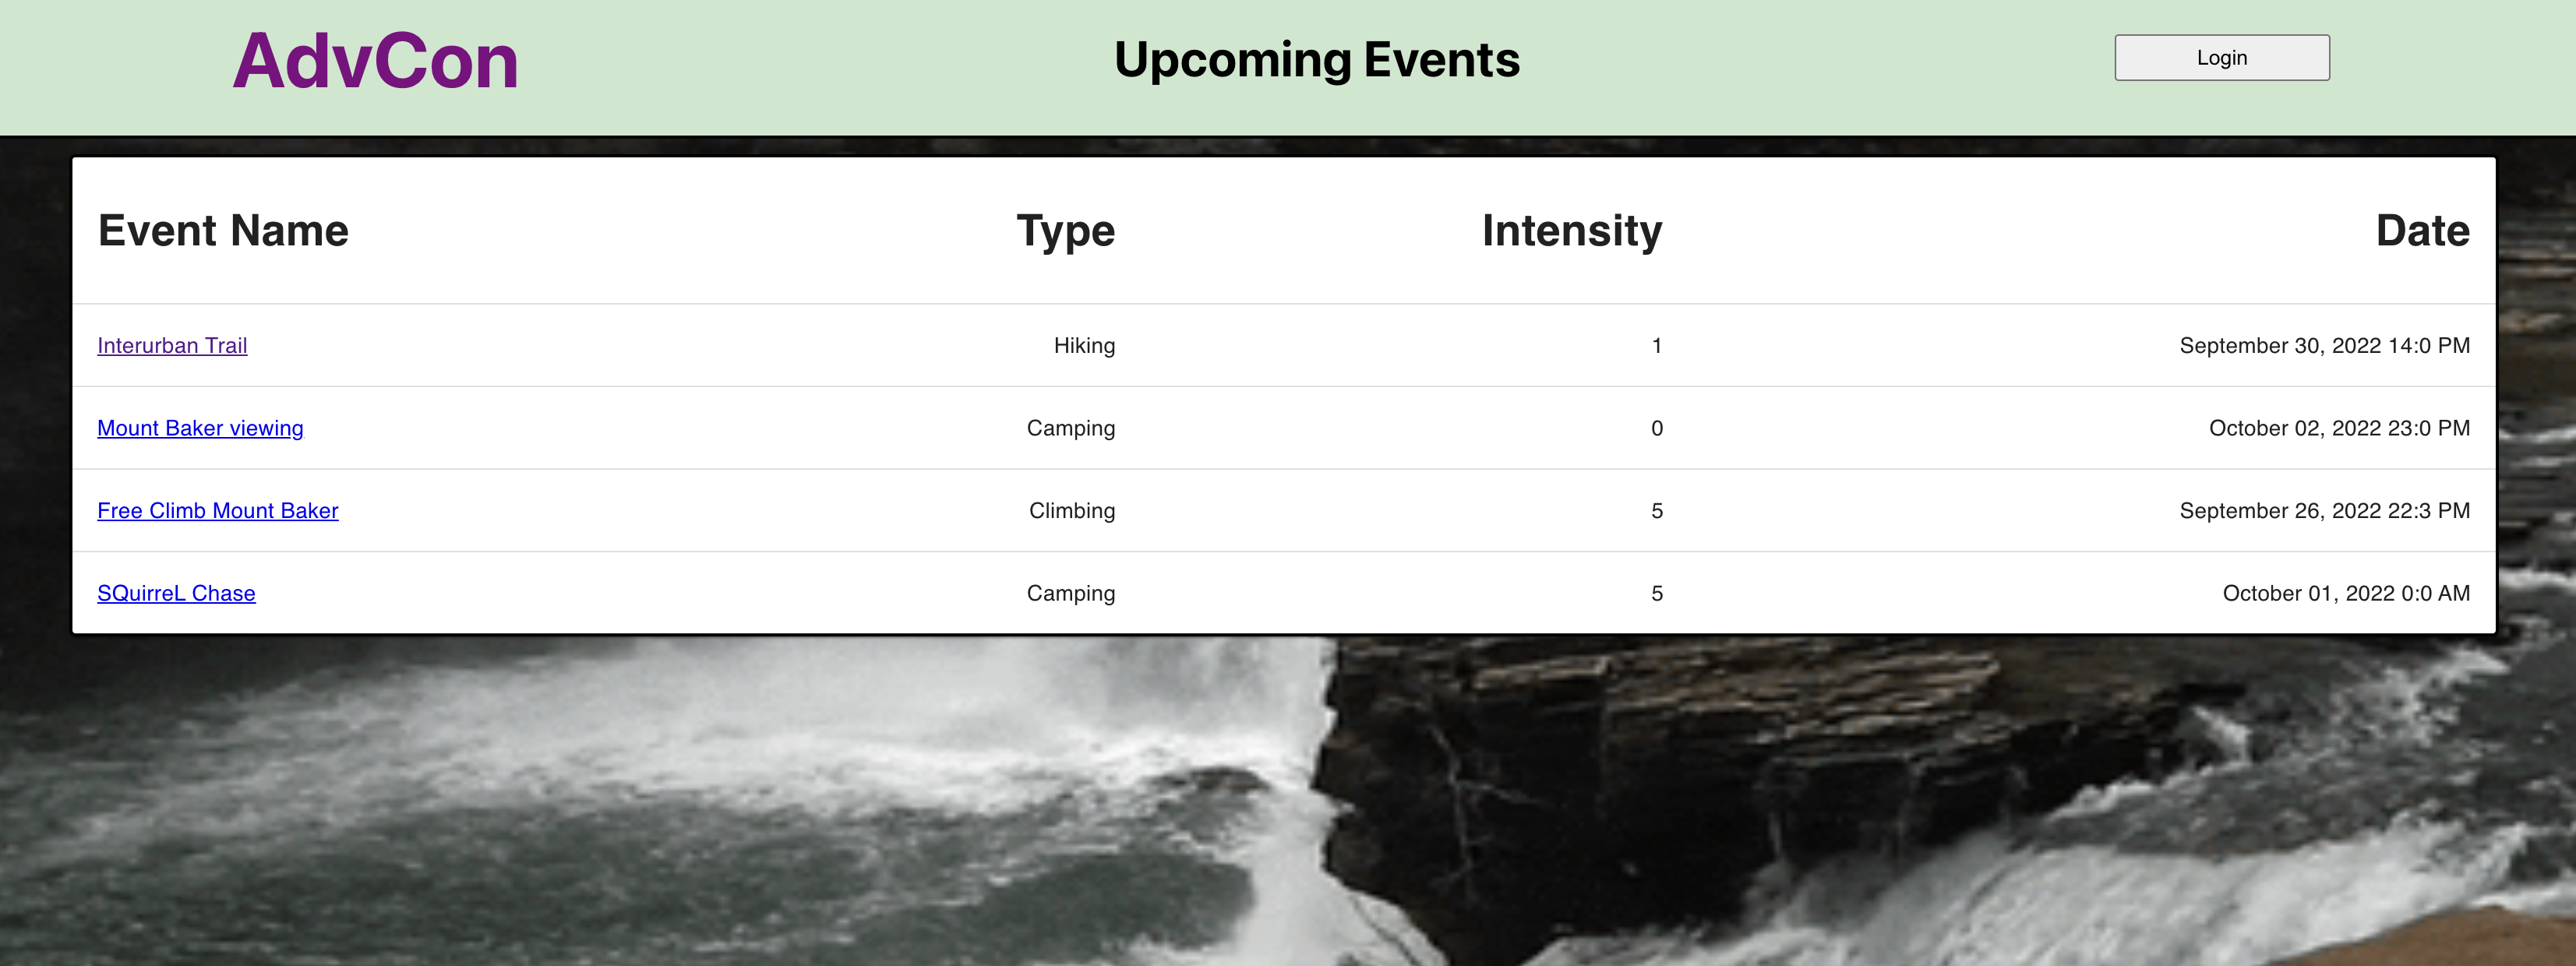 AdvCon Upcoming Events Login
Event Name Type Intensity Date
Interurban Trail Hiking 1 September 30, 2022 14:0 PM
Mount Baker viewing Camping 0 October 02, 2022 23:0 PM
Free Climb Mount Baker Climbing 5 September 26, 2022 22:3 PM
SQuirreL Chase Camping 5 October 01, 2022 0:0 AM